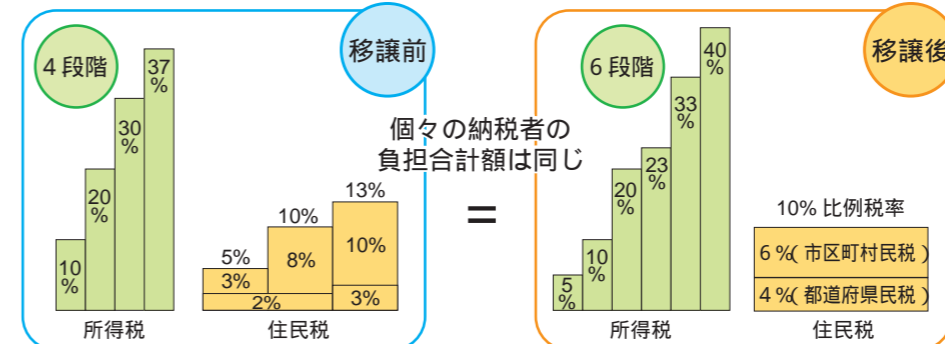 4段階
移譲前
37
%
30
%
20
%
10
%
所得税
13%
10%
5%
10%
8%
3%
2%
3%
住民税
個々の納税者の
負担合計額は同じ
=
6段階
移譲後
40
%
33
%
23
%
20
%
10
%
5
%
所得税
10% 比例税率
6%(市区町村民税)
4%(都道府県民税)
住民税